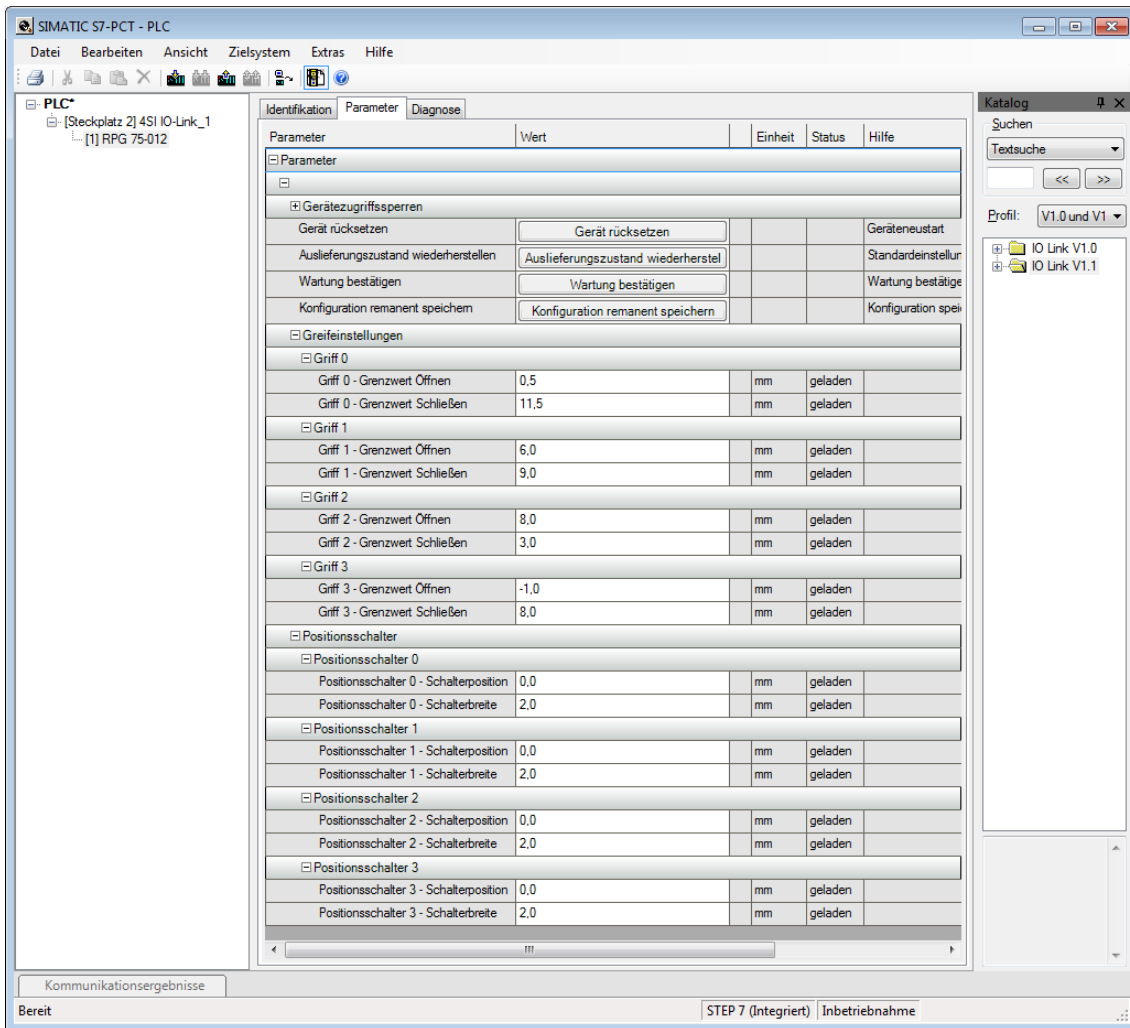 SIMATIC S7-PCT - PLC
Datei Bearbeiten Ansicht Zielsystem Extras Hilfe
PLC*
[Steckplatz 2] 4SI IO-Link_1
[1] RPG 75-012
Identifikation Parameter Diagnose
Parameter Wert Einheit Status Hilfe
Parameter
Gerätezugriffssperren
Gerät rücksetzen Gerät rücksetzen Geräteneustart
Auslieferungszustand wiederherstellen Auslieferungszustand wiederherstel Standardeinstellur
Wartung bestätigen Wartung bestätigen Wartung bestätige
Konfiguration remanent speichern Konfiguration remanent speichern Konfiguration spei
Greifeinstellungen
Griff 0
Griff 0 - Grenzwert Öffnen 0,5 mm geladen
Griff 0 - Grenzwert Schließen 11,5 mm geladen
Griff 1
Griff 1 - Grenzwert Öffnen 6,0 mm geladen
Griff 1 - Grenzwert Schließen 9,0 mm geladen
Griff 2
Griff 2 - Grenzwert Öffnen 8,0 mm geladen
Griff 2 - Grenzwert Schließen 3,0 mm geladen
Griff 3
Griff 3 - Grenzwert Öffnen -1,0 mm geladen
Griff 3 - Grenzwert Schließen 8,0 mm geladen
Positionsschalter
Positionsschalter 0
Positionsschalter 0 - Schalterposition 0,0 mm geladen
Positionsschalter 0 - Schalterbreite 2,0 mm geladen
Positionsschalter 1
Positionsschalter 1 - Schalterposition 0,0 mm geladen
Positionsschalter 1 - Schalterbreite 2,0 mm geladen
Positionsschalter 2
Positionsschalter 2 - Schalterposition 0,0 mm geladen
Positionsschalter 2 - Schalterbreite 2,0 mm geladen
Positionsschalter 3
Positionsschalter 3 - Schalterposition 0,0 mm geladen
Positionsschalter 3 - Schalterbreite 2,0 mm geladen
Katalog
Suchen
Textsuche
<< >>
Profil: V1.0 und V1
IO Link V1.0
IO Link V1.1
Kommunikationsergebnisse
Bereit STEP 7 (Integriert) Inbetriebnahme